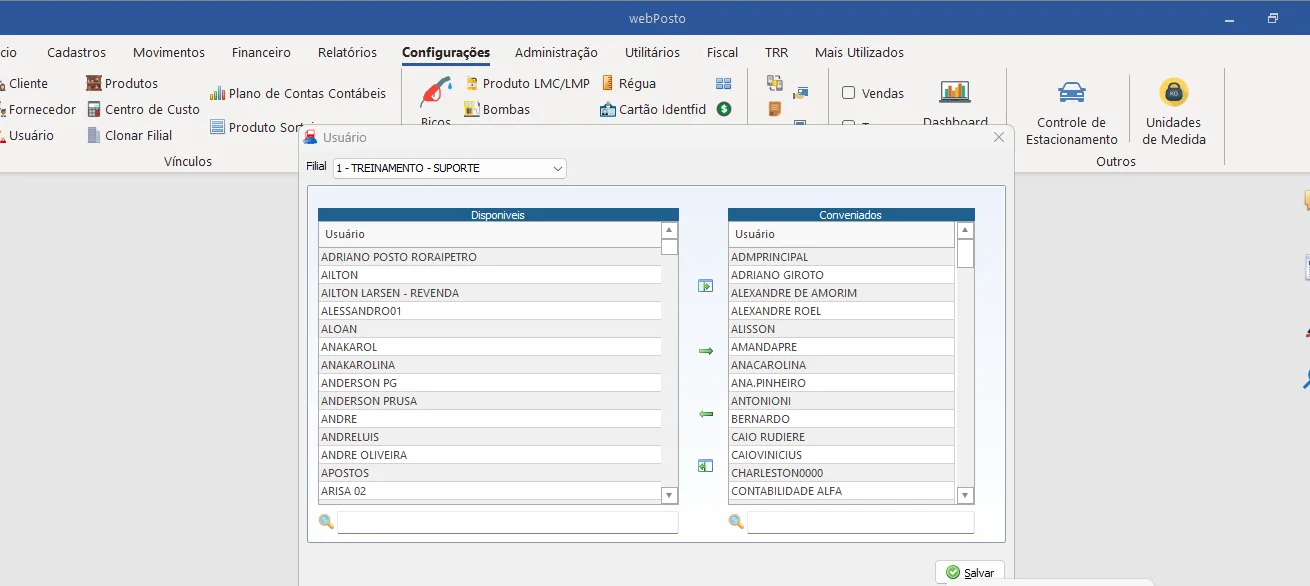 webPosto
cio Cadastros Movimentos Financeiro Relatórios Configurações Administração Utilitários Fiscal TRR Mais Utilizados
Cliente Produtos Plano de Contas Contábeis Produto LMC/LMP Régua Vendas
Fornecedor Centro de Custo Bombas Cartão Identfid
Usuário Clonar Filial Bicos Dashboard Controle de Estacionamento Unidades de Medida
Vínculos Outros
Usuário
Filial 1 - TREINAMENTO - SUPORTE
Disponiveis Conveniados
Usuário Usuário
ADRIANO POSTO RORAIPETRO ADMPRINCIPAL
AILTON ADRIANO GIROTO
AILTON LARSEN - REVENDA ALEXANDRE DE AMORIM
ALESSANDRO01 ALEXANDRE ROEL
ALOAN ALISSON
ANAKAROL AMANDAPRE
ANAKAROLINA ANACAROLINA
ANDERSON PG ANA.PINHEIRO
ANDERSON PRUSA ANTONIONI
ANDRE BERNARDO
ANDRELUIS CAIO RUDIERE
ANDRE OLIVEIRA CAIOVINICIUS
APOSTOS CHARLESTON0000
ARISA 02 CONTABILIDADE ALFA
Salvar